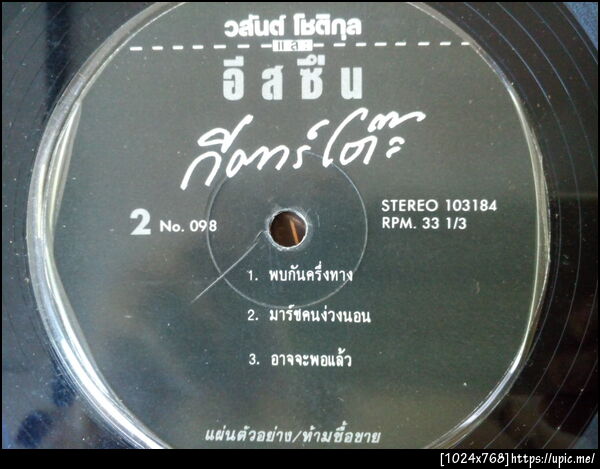 วสันต์ โชติกุล
และ
อีสซึ่น
กีตาร์โต๊ะ
2 No. 098
STEREO 103184
RPM. 33 1/3
1. พบกันครึ่งทาง
2. มาร์ชคนง่วงนอน
3. อาจจะพอแล้ว
แผ่นตัวอย่าง/ห้ามซื้อขาย
[1024x768]https://upic.me/